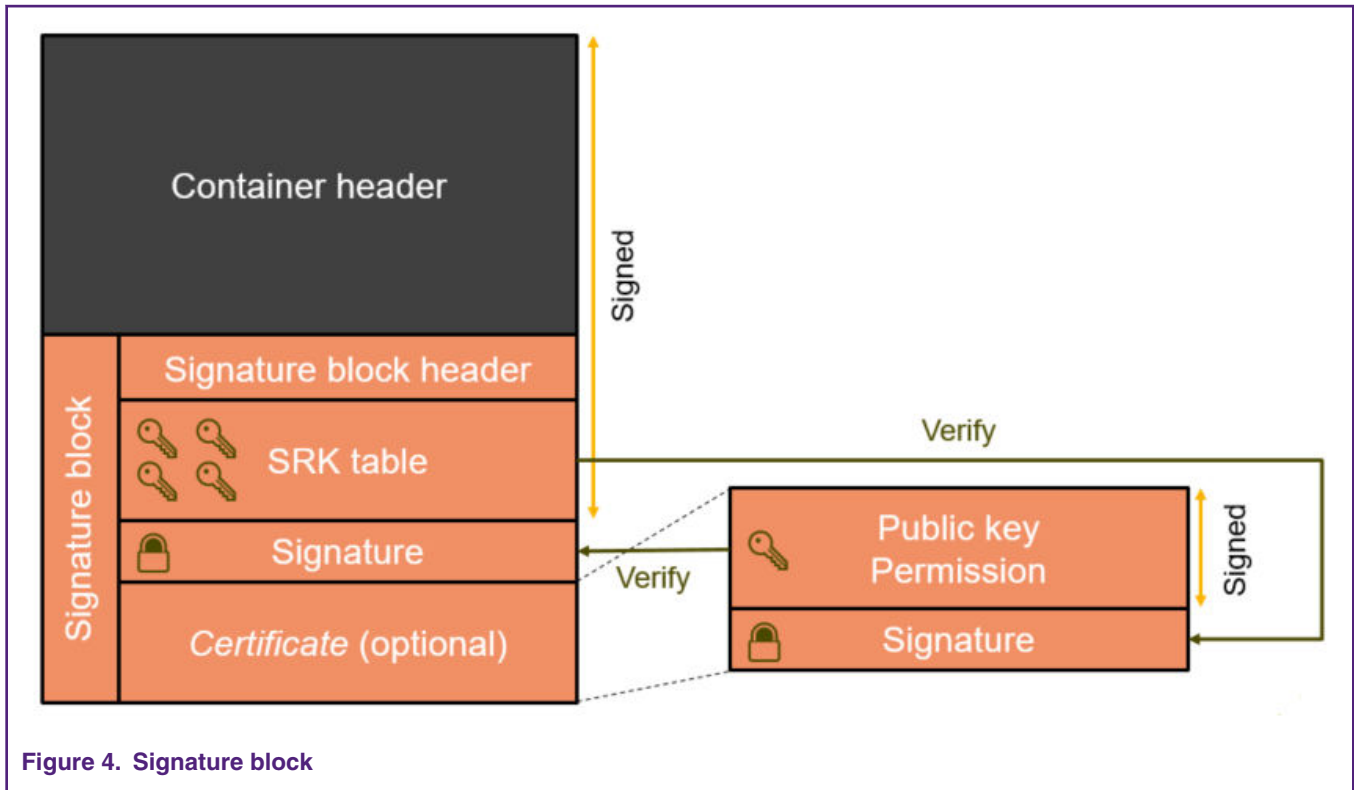 Container header
Signed
Signature block
Signature block header
SRK table
Signature
Certificate (optional)
Verify
Verify
Public key
Permission
Signed
Signature
Figure 4. Signature block